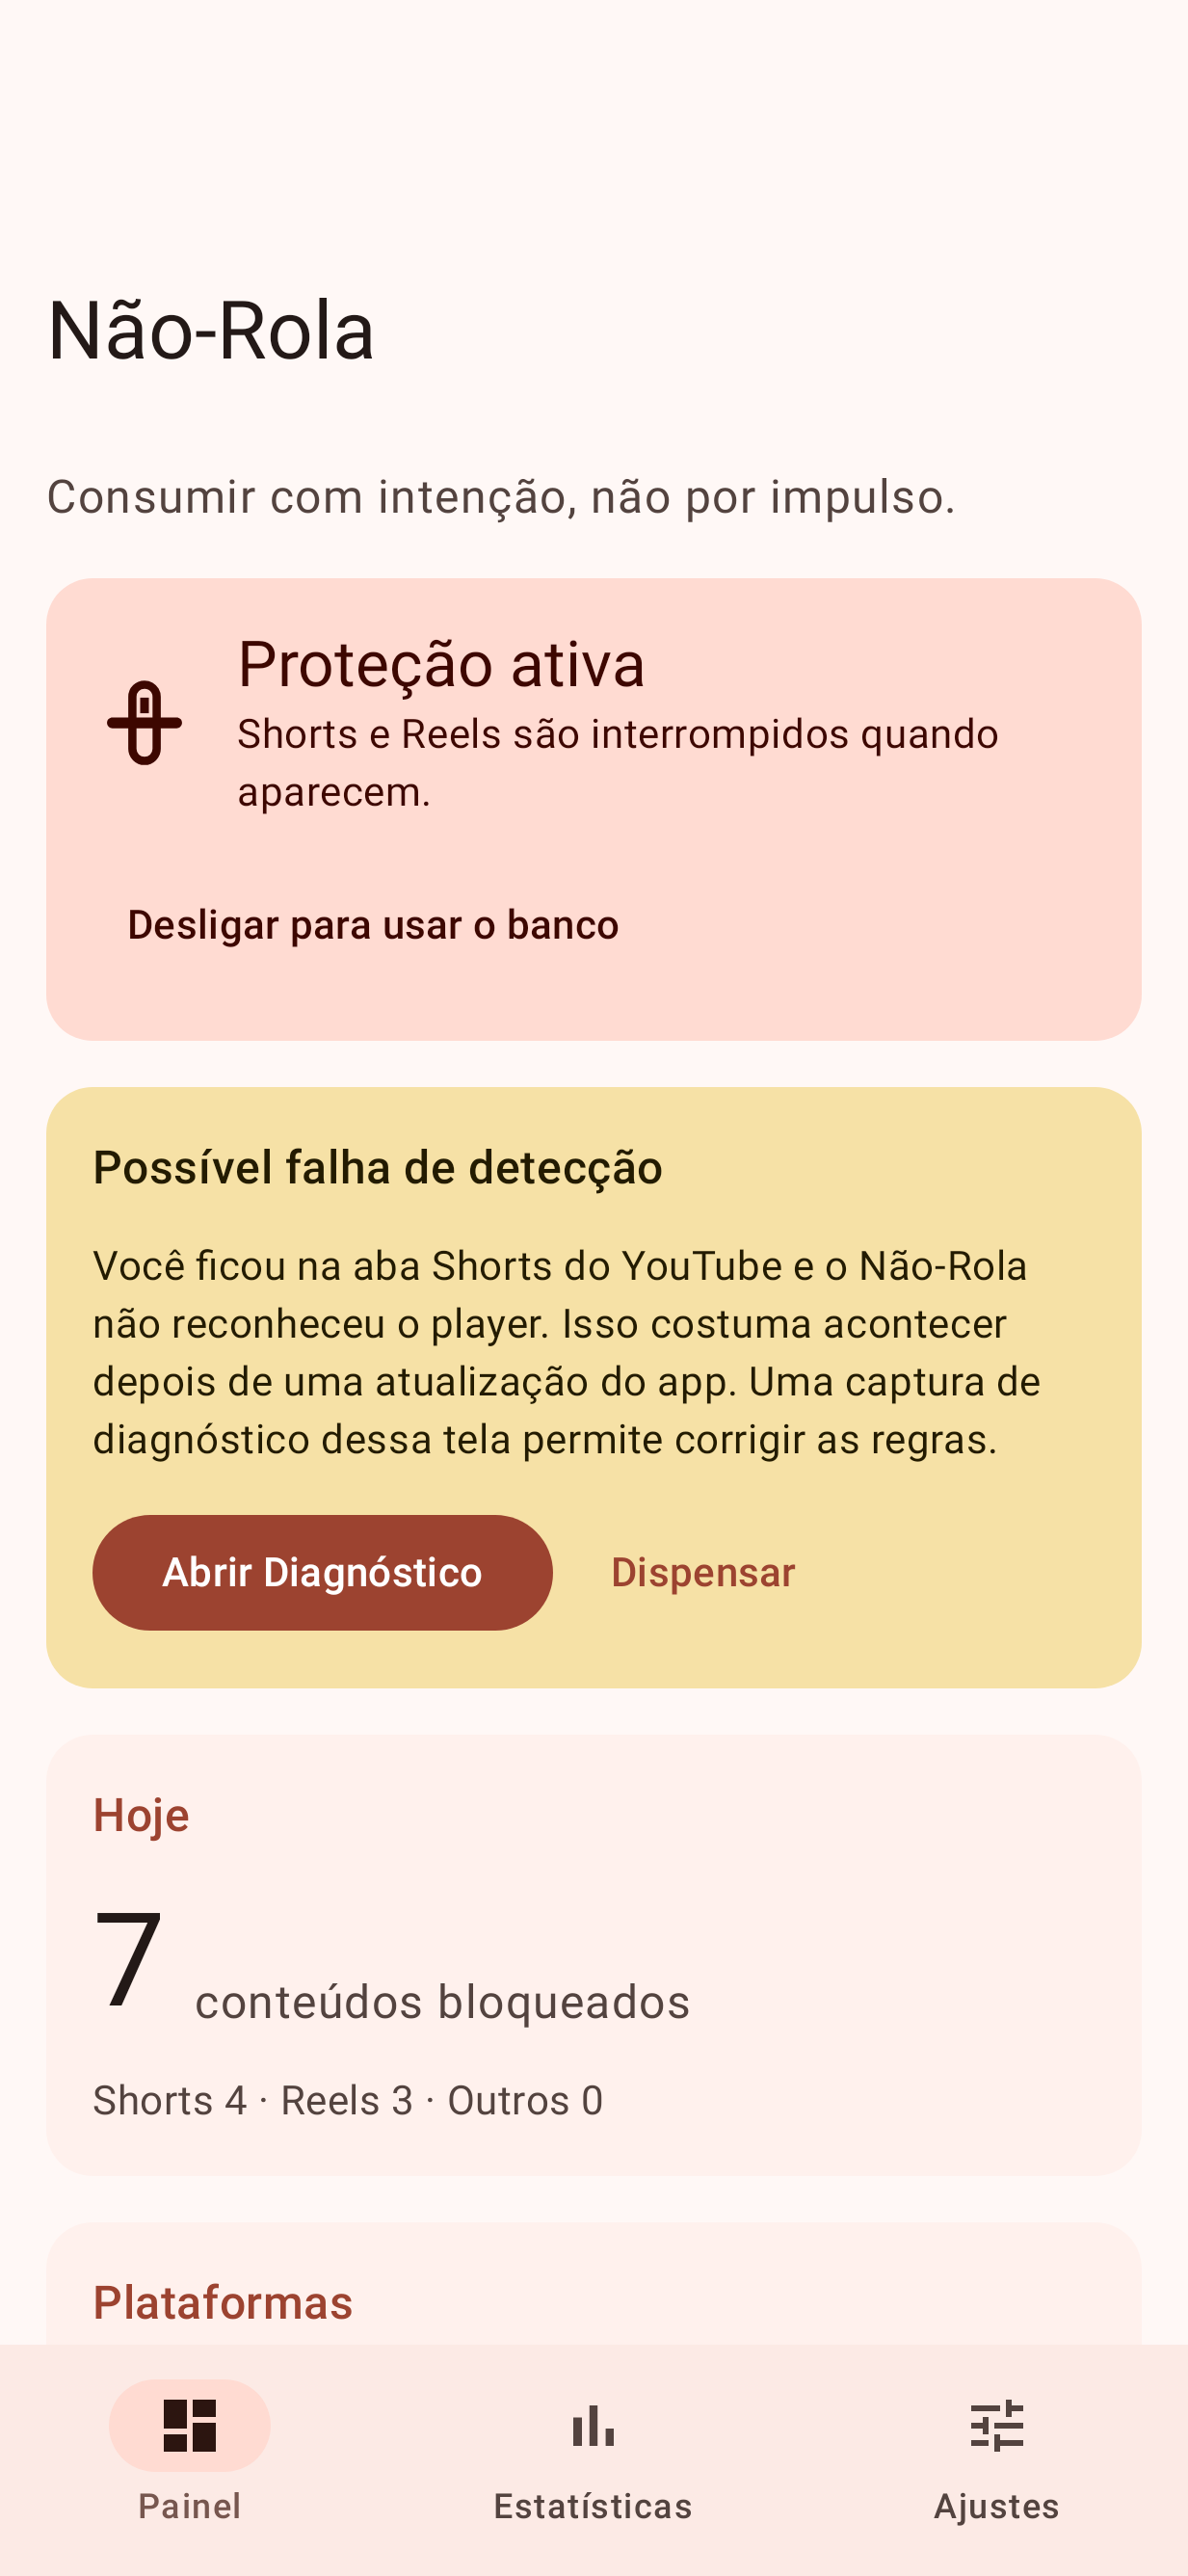 Não-Rola
Consumir com intenção, não por impulso.
Proteção ativa
Shorts e Reels são interrompidos quando
aparecem.
Desligar para usar o banco
Possível falha de detecção
Você ficou na aba Shorts do YouTube e o Não-Rola
não reconheceu o player. Isso costuma acontecer
depois de uma atualização do app. Uma captura de
diagnóstico dessa tela permite corrigir as regras.
Abrir Diagnóstico
Dispensar
Hoje
7 conteúdos bloqueados
Shorts 4 · Reels 3 · Outros 0
Plataformas
Painel
Estatísticas
Ajustes